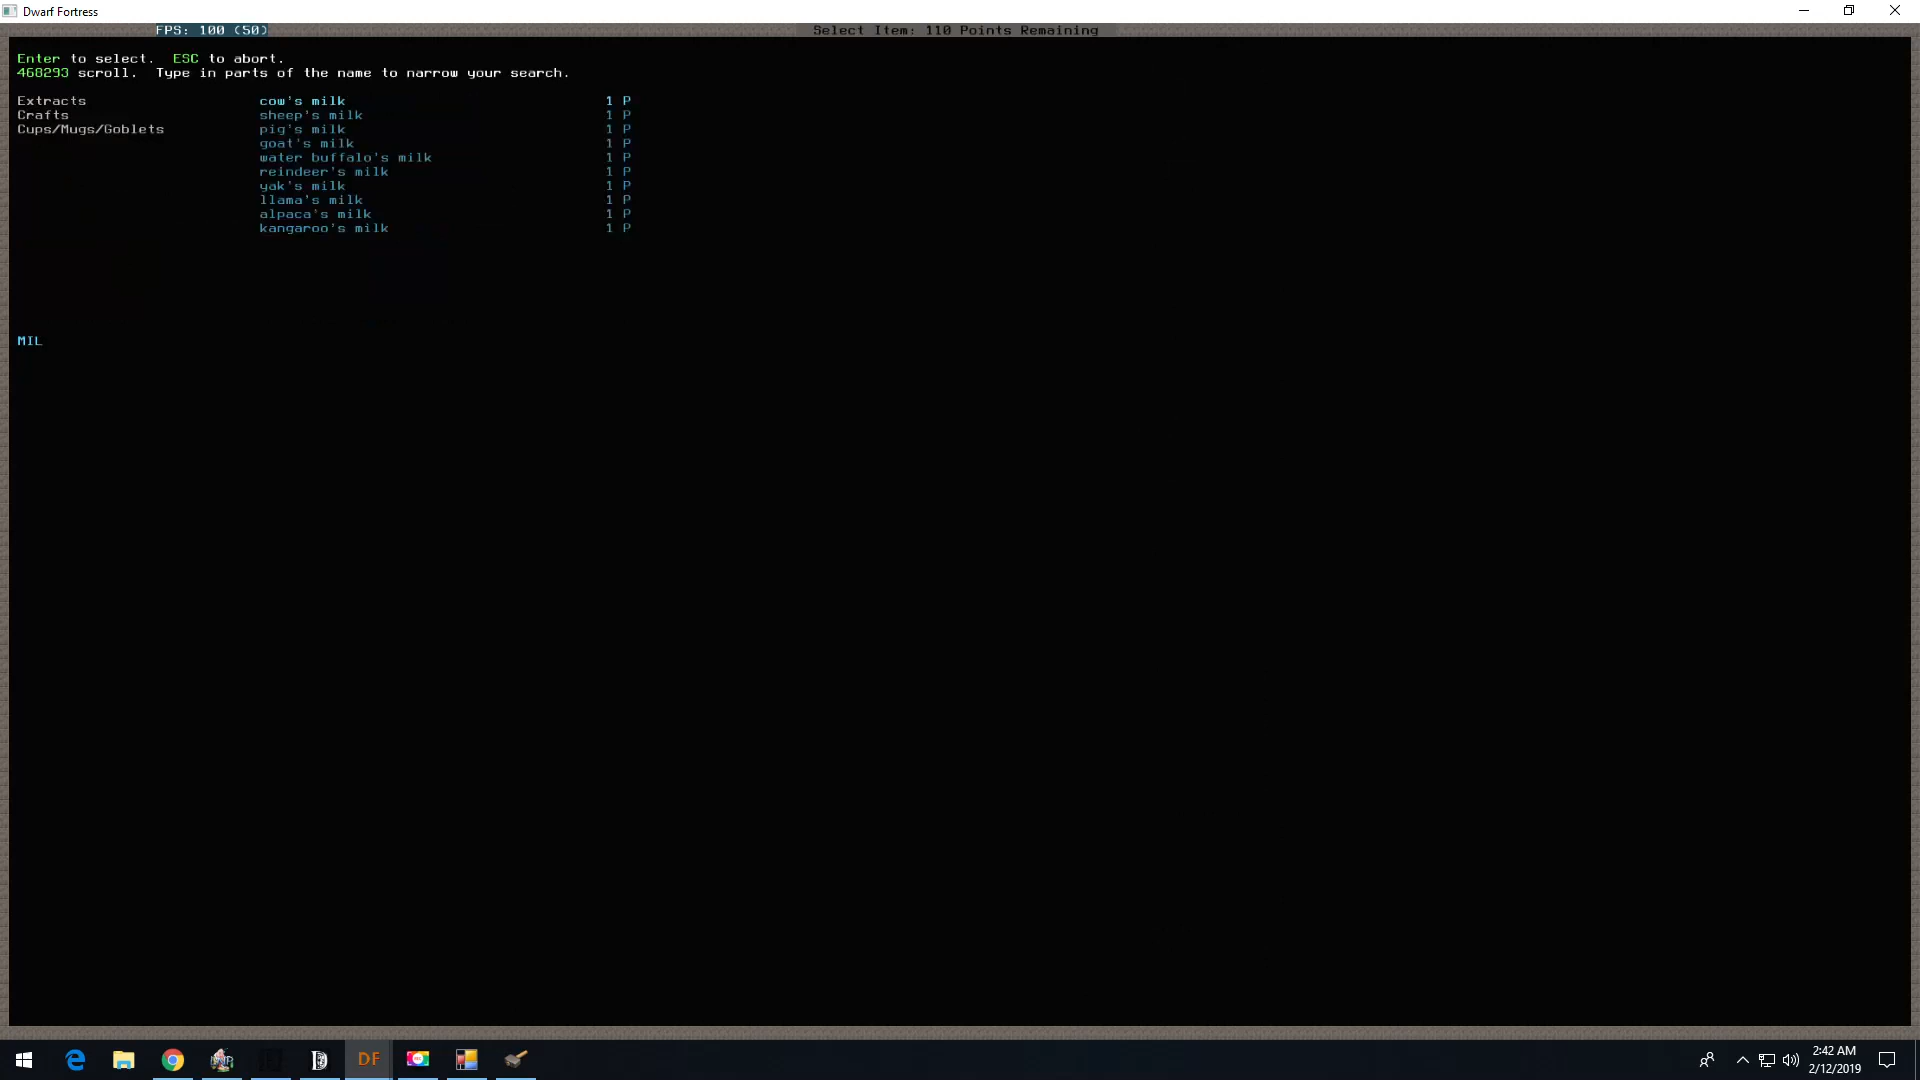 Dwarf Fortress
FPS: 100 (50)
Select Item: 110 Points Remaining
Enter to select.  ESC to abort.
468293 scroll.  Type in parts of the name to narrow your search.
Extracts cow's milk 1 P
Crafts sheep's milk 1 P
Cups/Mugs/Goblets pig's milk 1 P
goat's milk 1 P
water buffalo's milk 1 P
reindeer's milk 1 P
yak's milk 1 P
llama's milk 1 P
alpaca's milk 1 P
kangaroo's milk 1 P
MIL
DF
2:42 AM
2/12/2019